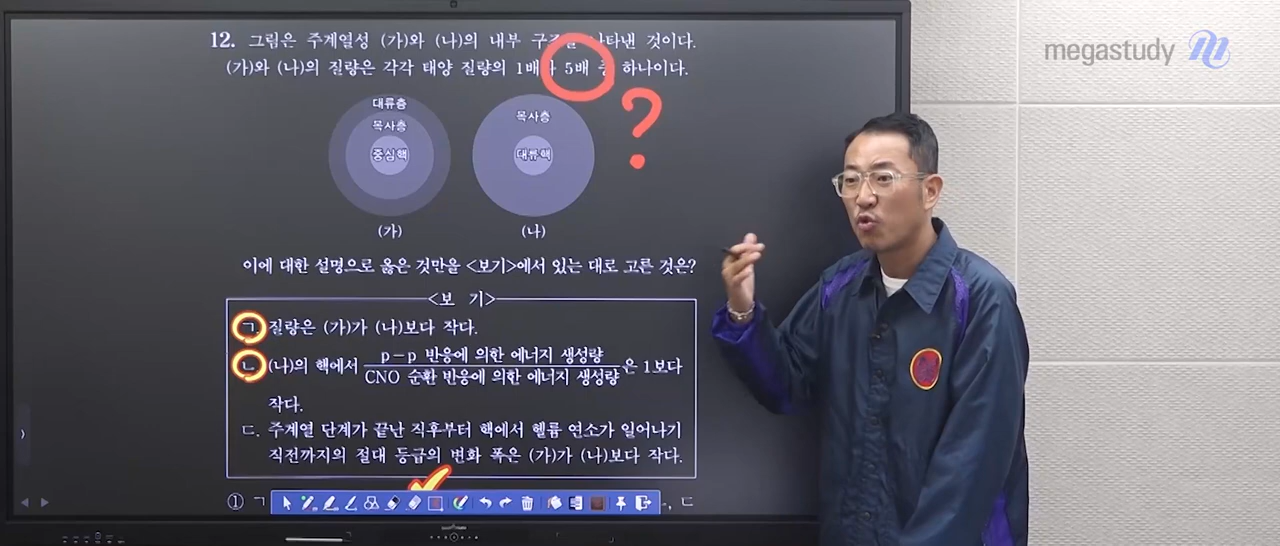 megastudy
12. 그림은 주계열성 (가)와 (나)의 내부 구조를 나타낸 것이다.
(가)와 (나)의 질량은 각각 태양 질량의 1배와 5배 중 하나이다.
?
대류층
복사층
중심핵
(가)
복사층
대류핵
(나)
이에 대한 설명으로 옳은 것만을 <보기>에서 있는 대로 고른 것은?
<보 기>
ㄱ. 질량은 (가)가 (나)보다 작다.
ㄴ. (나)의 핵에서 p-p 반응에 의한 에너지 생성량
CNO 순환 반응에 의한 에너지 생성량 은 1보다
작다.
ㄷ. 주계열 단계가 끝난 직후부터 핵에서 헬륨 연소가 일어나기
직전까지의 절대 등급의 변화 폭은 (가)가 (나)보다 작다.
① ㄱ , ㄷ